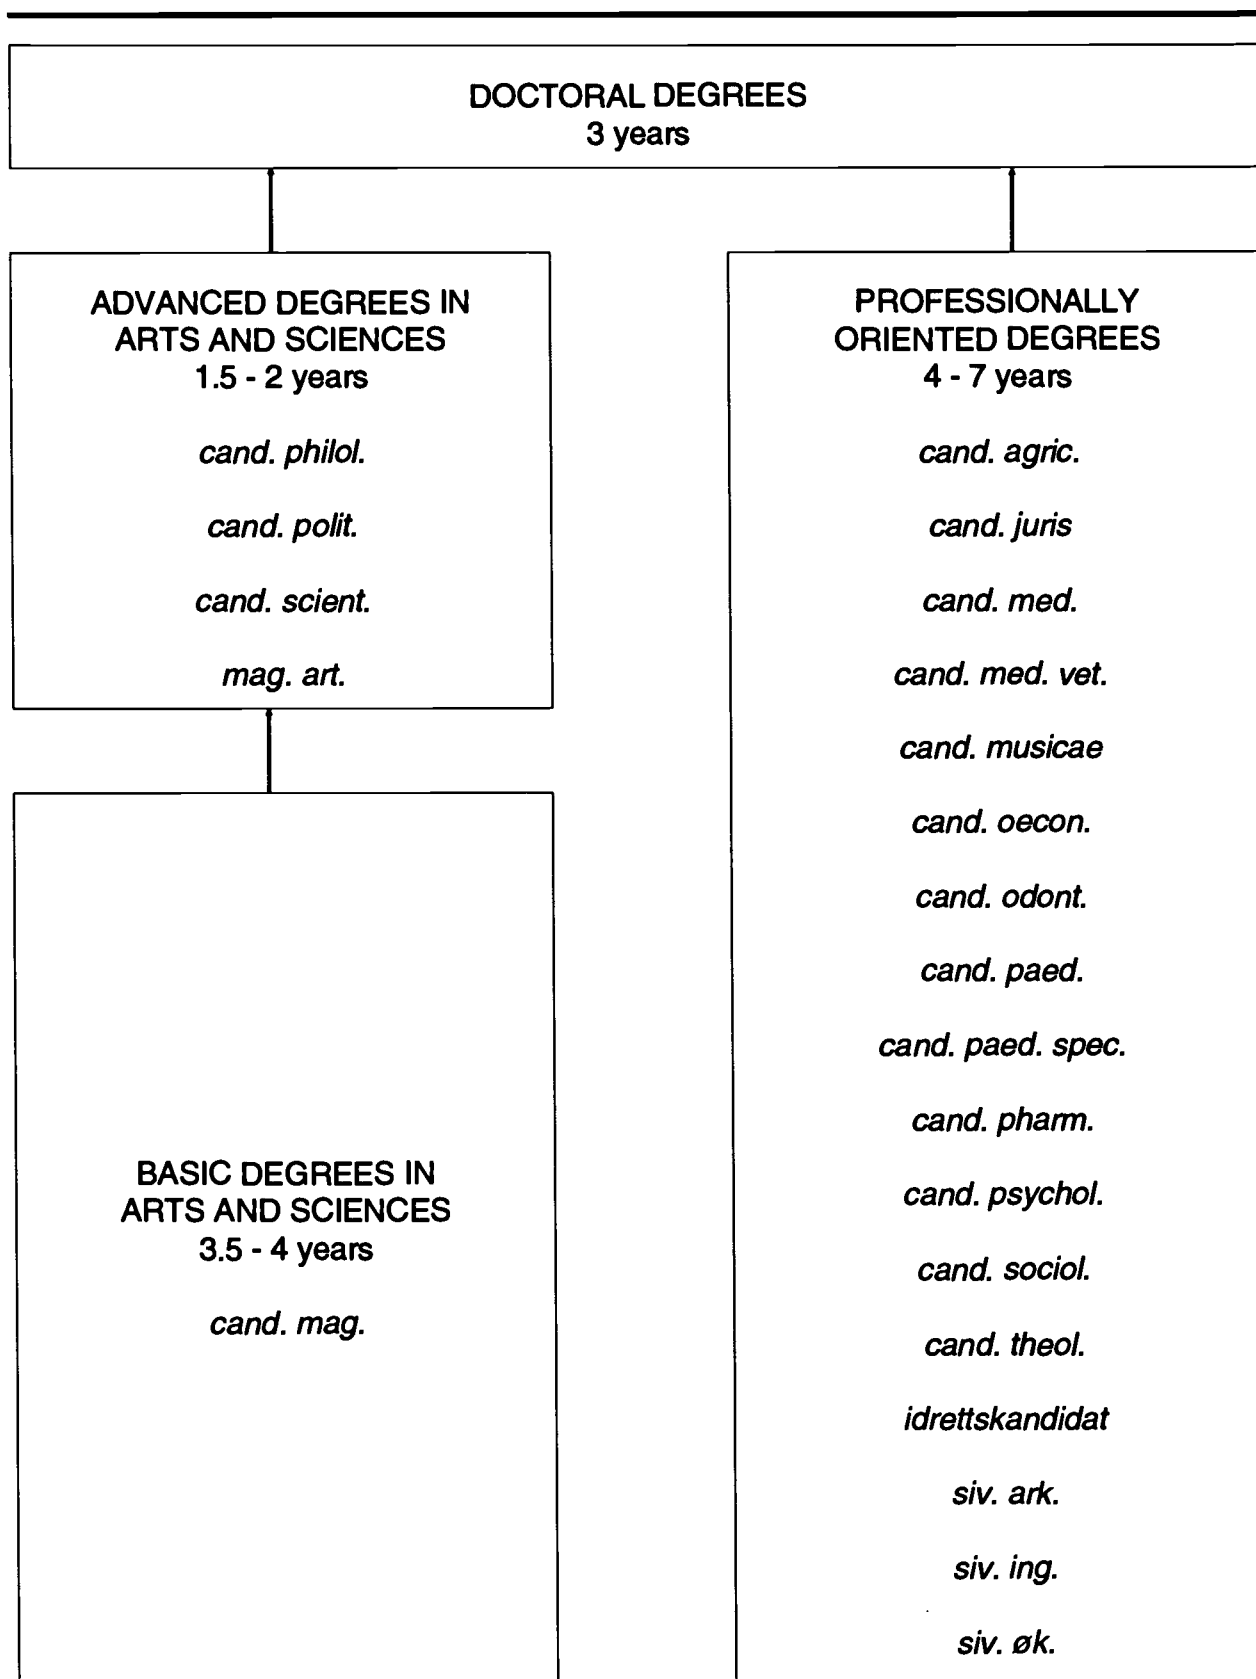 DOCTORAL DEGREES
3 years
ADVANCED DEGREES IN
ARTS AND SCIENCES
1.5 - 2 years
cand. philol.
cand. polit.
cand. scient.
mag. art.
BASIC DEGREES IN
ARTS AND SCIENCES
3.5 - 4 years
cand. mag.
PROFESSIONALLY
ORIENTED DEGREES
4 - 7 years
cand. agric.
cand. juris
cand. med.
cand. med. vet.
cand. musicae
cand. oecon.
cand. odont.
cand. paed.
cand. paed. spec.
cand. pharm.
cand. psychol.
cand. sociol.
cand. theol.
idrettskandidat
siv. ark.
siv. ing.
siv. øk.